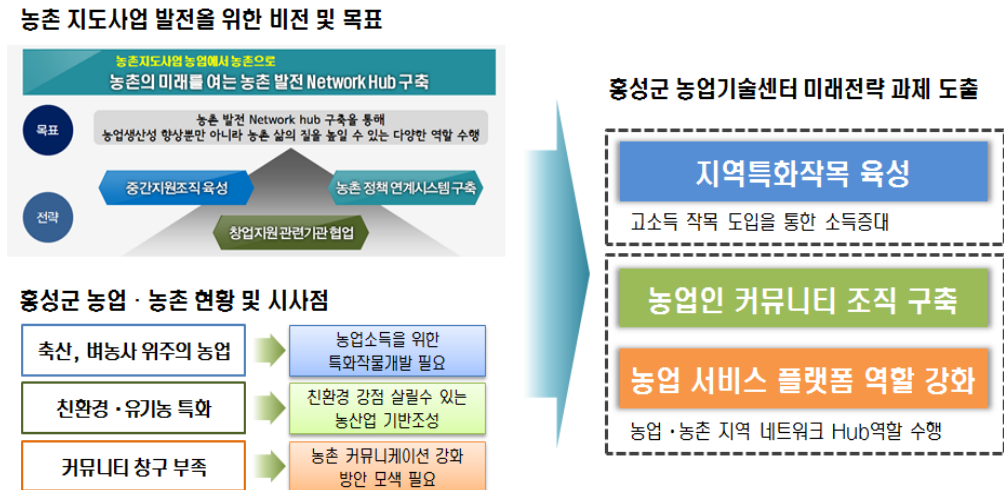 농촌 지도사업 발전을 위한 비전 및 목표
농촌지도사업 농업에서 농촌으로
농촌의 미래를 여는 농촌 발전 Network Hub 구축
목표
농촌 발전 Network hub 구축을 통해
농업생산성 향상뿐만 아니라 농촌 삶의 질을 높일 수 있는 다양한 역할 수행
전략
중간지원조직 육성
농촌 정책 연계시스템 구축
창업지원 관련기관 협업
홍성군 농업 · 농촌 현황 및 시사점
축산, 벼농사 위주의 농업
농업소득을 위한
특화작물개발 필요
친환경 · 유기농 특화
친환경 강점 살릴수 있는
농산업 기반조성
커뮤니티 창구 부족
농촌 커뮤니케이션 강화
방안 모색 필요
홍성군 농업기술센터 미래전략 과제 도출
지역특화작목 육성
고소득 작목 도입을 통한 소득증대
농업인 커뮤니티 조직 구축
농업 서비스 플랫폼 역할 강화
농업 · 농촌 지역 네트워크 Hub역할 수행